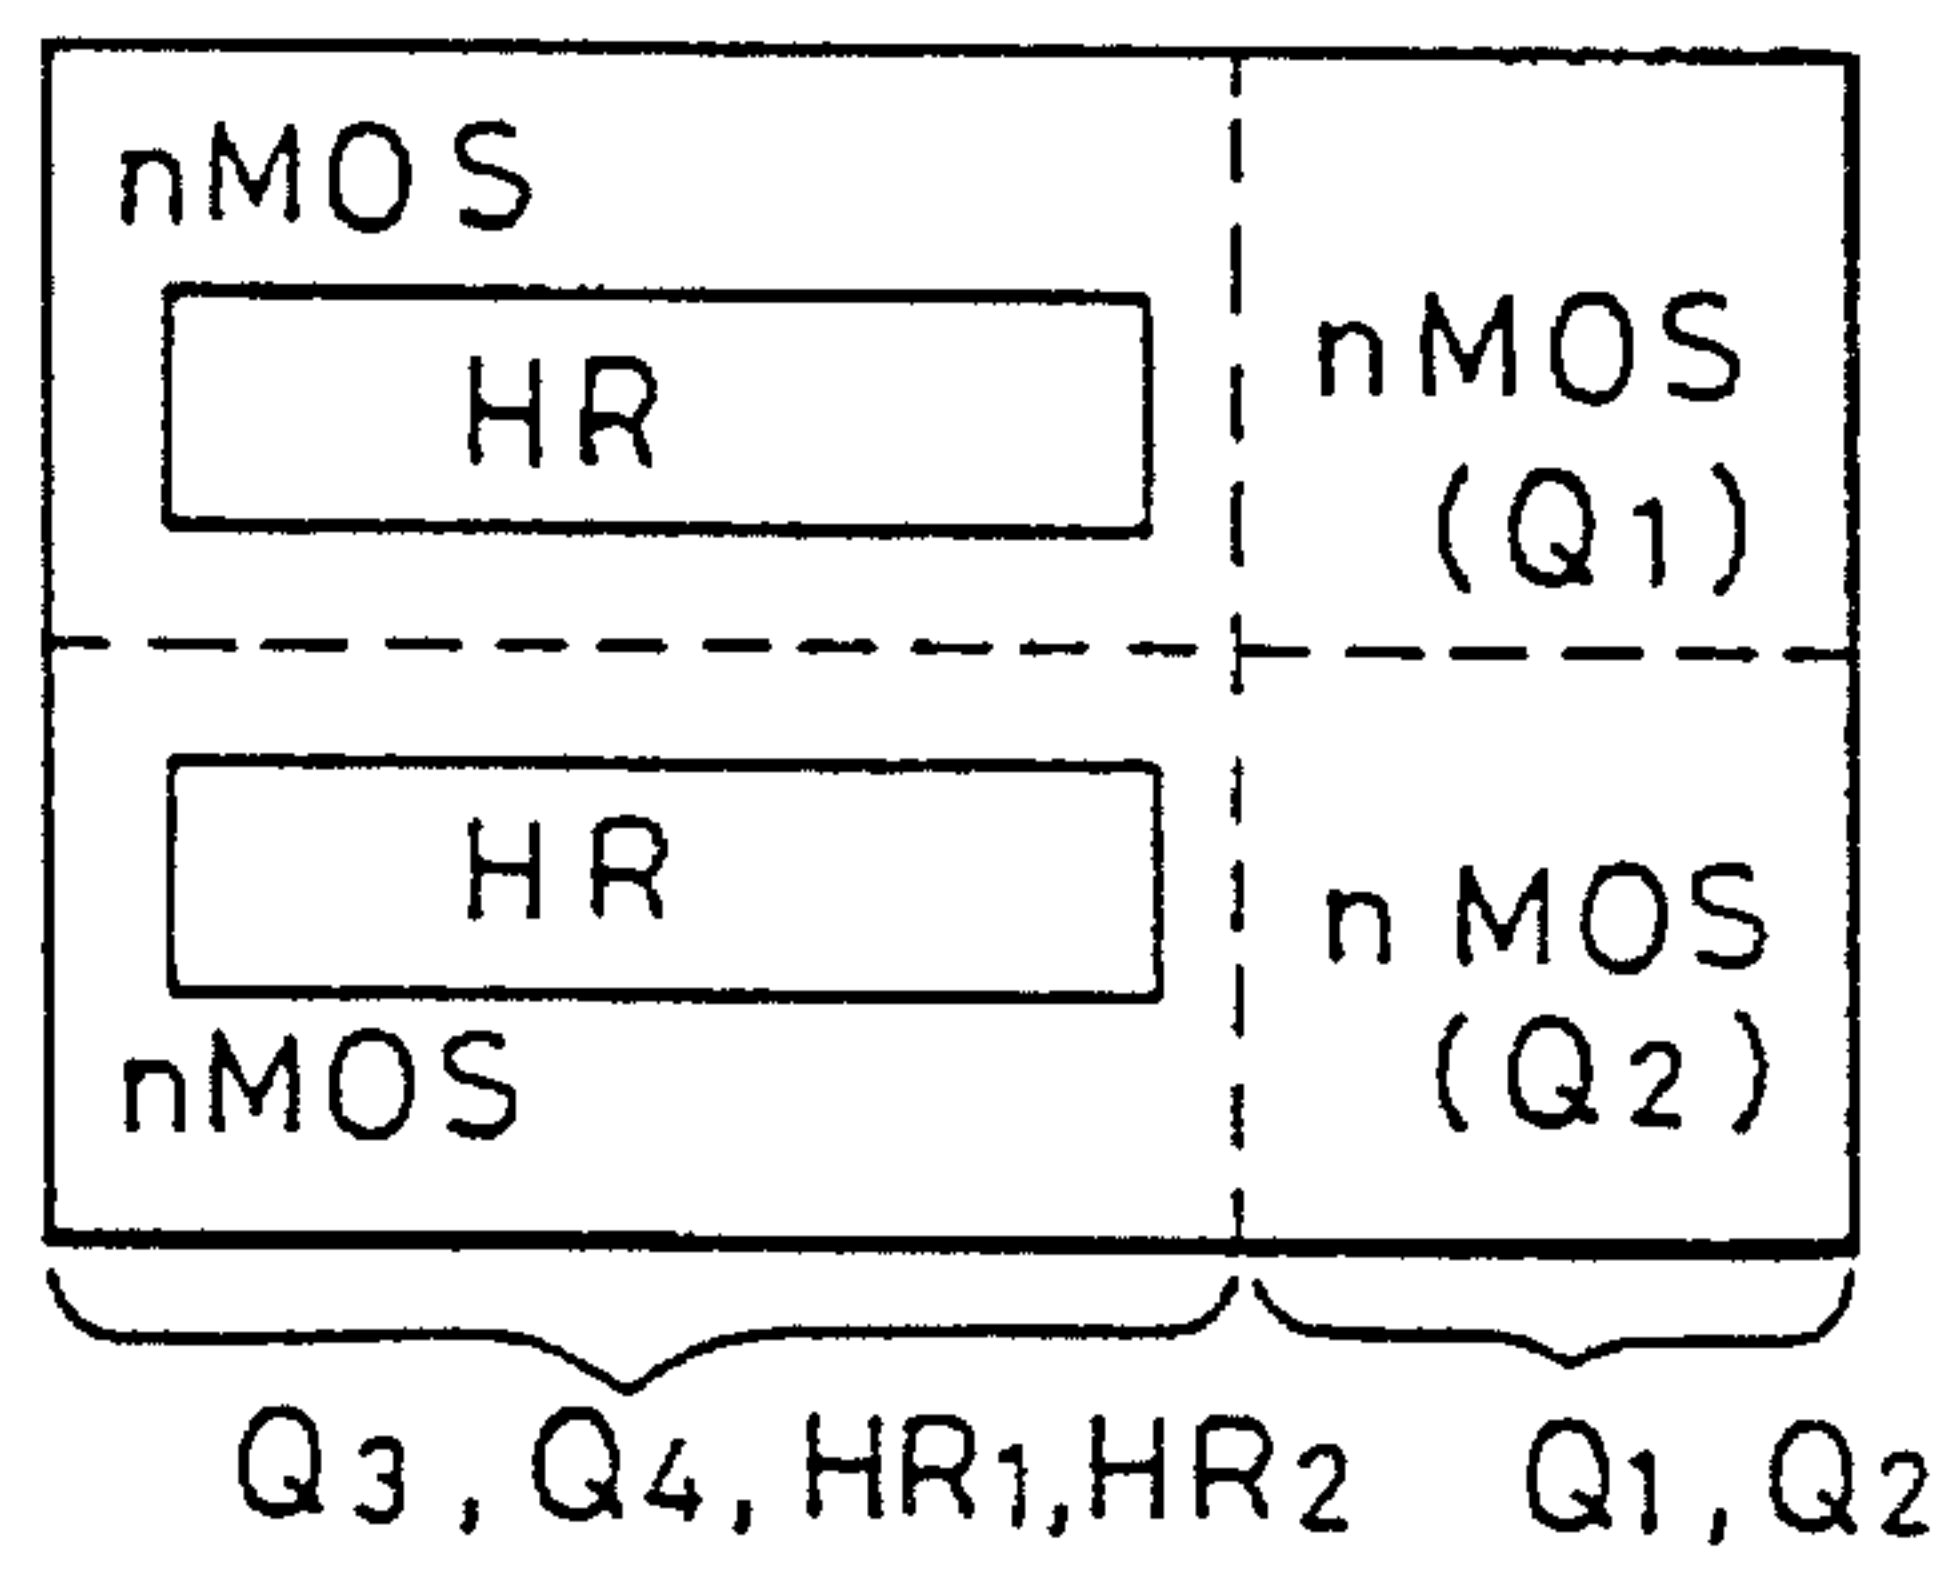 nMOS
HR
nMOS
(Q1)
HR
nMOS
nMOS
(Q2)
Q3, Q4, HR1, HR2
Q1, Q2